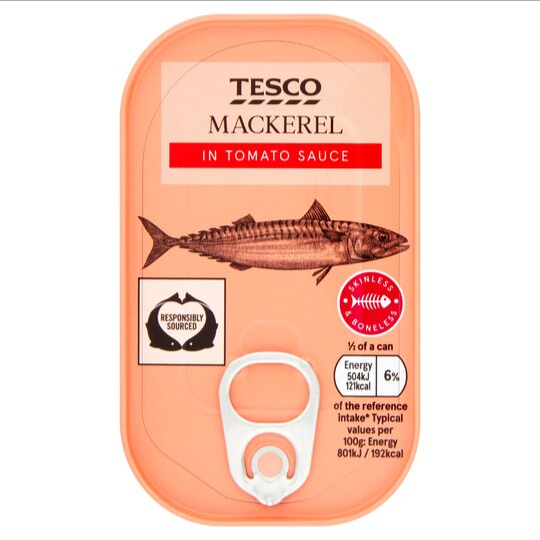 TESCO
MACKEREL
IN TOMATO SAUCE
SKINLESS
& BONELESS
RESPONSIBLY
SOURCED
½ of a can
Energy
504kJ
121kcal
6%
of the reference
intake* Typical
values per
100g: Energy
801kJ / 192kcal